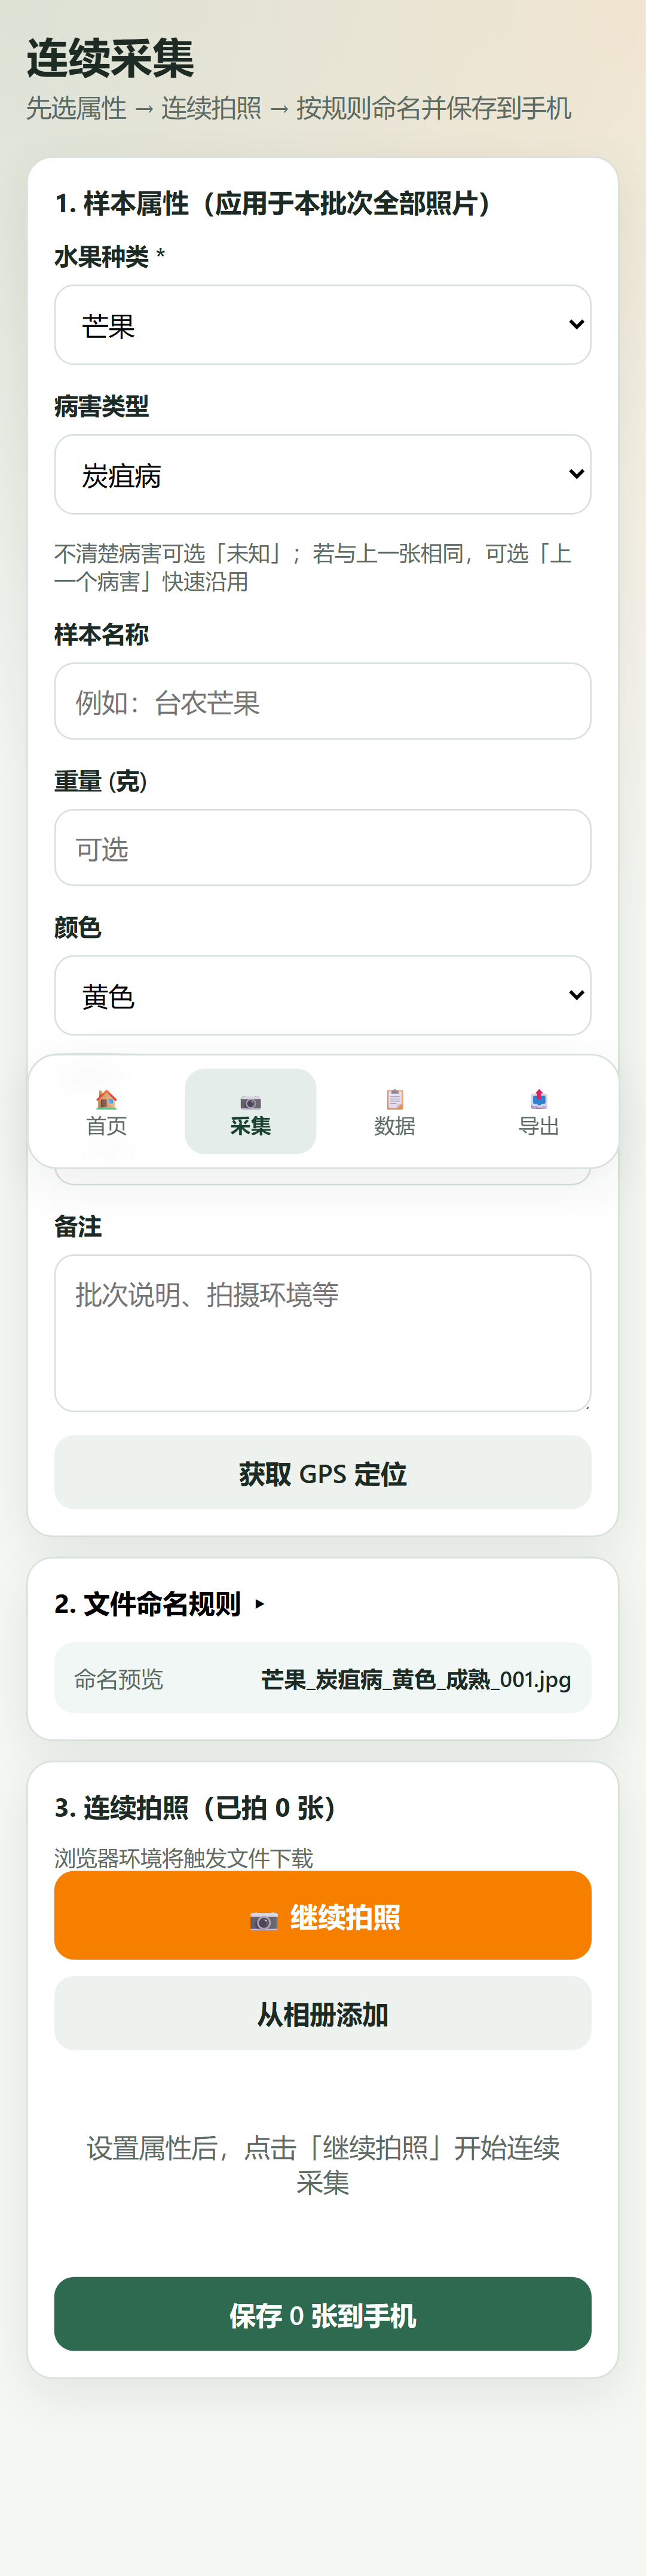 连续采集
先选属性 → 连续拍照 → 按规则命名并保存到手机
1. 样本属性（应用于本批次全部照片）
水果种类 *
芒果
病害类型
炭疽病
不清楚病害可选「未知」；若与上一张相同，可选「上
一个病害」快速沿用
样本名称
例如：台农芒果
重量 (克)
可选
颜色
黄色
首页
采集
数据
导出
备注
批次说明、拍摄环境等
获取 GPS 定位
2. 文件命名规则
命名预览 芒果_炭疽病_黄色_成熟_001.jpg
3. 连续拍照（已拍 0 张）
浏览器环境将触发文件下载
继续拍照
从相册添加
设置属性后，点击「继续拍照」开始连续
采集
保存 0 张到手机